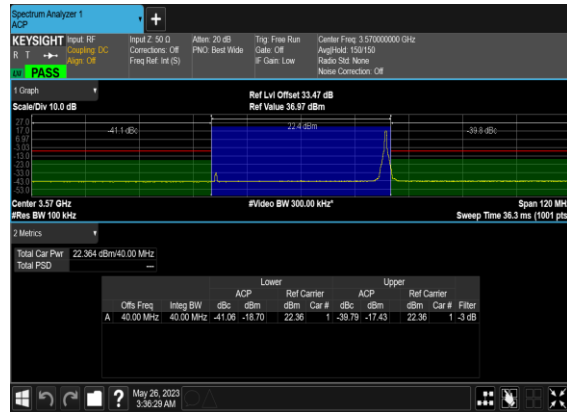 Spectrum Analyzer 1
ACP
KEYSIGHT Input: RF Input Z: 50 Ω Atten: 20 dB Trig: Free Run Center Freq: 3.570000000 GHz
R T Coupling: DC Corrections: Off PNO: Best Wide Gate: Off Avg|Hold: 150/150
Align: Off Freq Ref: Int (S) IF Gain: Low Radio Std: None
LV PASS Noise Correction: Off
1 Graph
Ref Lvl Offset 33.47 dB
Scale/Div 10.0 dB Ref Value 36.97 dBm
27.0
17.0 -41.1 dBc 22.4 dBm -39.8 dBc
6.97
-3.03
-13.0
-23.0
-33.0
-43.0
-53.0
Center 3.57 GHz #Video BW 300.00 kHz* Span 120 MH
#Res BW 100 kHz Sweep Time 36.3 ms (1001 pts
2 Metrics
Total Car Pwr 22.364 dBm/40.00 MHz
Total PSD ---
Lower Upper
ACP Ref Carrier ACP Ref Carrier
Offs Freq Integ BW dBc dBm dBm Car # dBc dBm dBm Car # Filter
A 40.00 MHz 40.00 MHz -41.06 -18.70 22.36 1 -39.79 -17.43 22.36 1 -3 dB
? May 26, 2023
3:36:29 AM